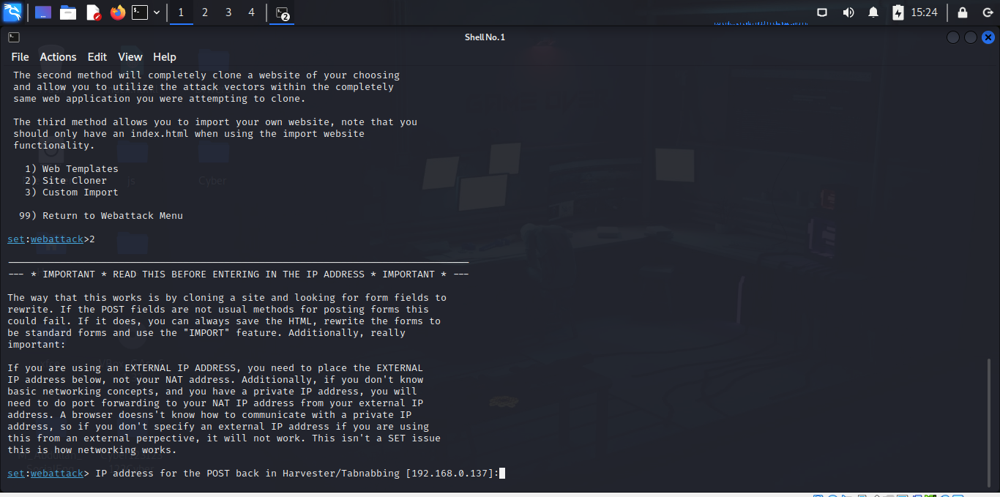 1 2 3 4 2 15:24
Shell No.1
File Actions Edit View Help
The second method will completely clone a website of your choosing
and allow you to utilize the attack vectors within the completely
same web application you were attempting to clone.
The third method allows you to import your own website, note that you
should only have an index.html when using the import website
functionality.
1) Web Templates
2) Site Cloner
3) Custom Import
js
Cyber
99) Return to Webattack Menu
set:webattack>2
--- * IMPORTANT * READ THIS BEFORE ENTERING IN THE IP ADDRESS * IMPORTANT * ---
The way that this works is by cloning a site and looking for form fields to
rewrite. If the POST fields are not usual methods for posting forms this
could fail. If it does, you can always save the HTML, rewrite the forms to
be standard forms and use the "IMPORT" feature. Additionally, really
important:
If you are using an EXTERNAL IP ADDRESS, you need to place the EXTERNAL
IP address below, not your NAT address. Additionally, if you don't know
basic networking concepts, and you have a private IP address, you will
need to do port forwarding to your NAT IP address from your external IP
address. A browser doesns't know how to communicate with a private IP
address, so if you don't specify an external IP address if you are using
this from an external perpective, it will not work. This isn't a SET issue
this is how networking works.
set:webattack> IP address for the POST back in Harvester/Tabnabbing [192.168.0.137]: